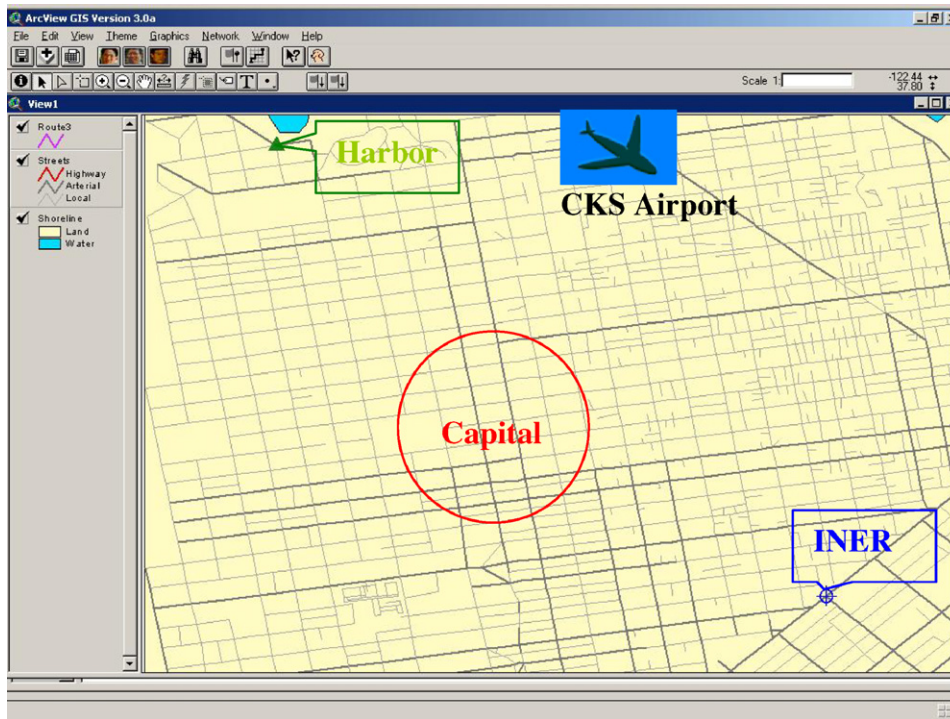 ArcView GIS Version 3.0a
File Edit View Theme Graphics Network Window Help
T
Scale 1:
-122.44
37.80
View1
Route3
Streets
Highway
Arterial
Local
Shoreline
Land
Water
Harbor
CKS Airport
Capital
INER